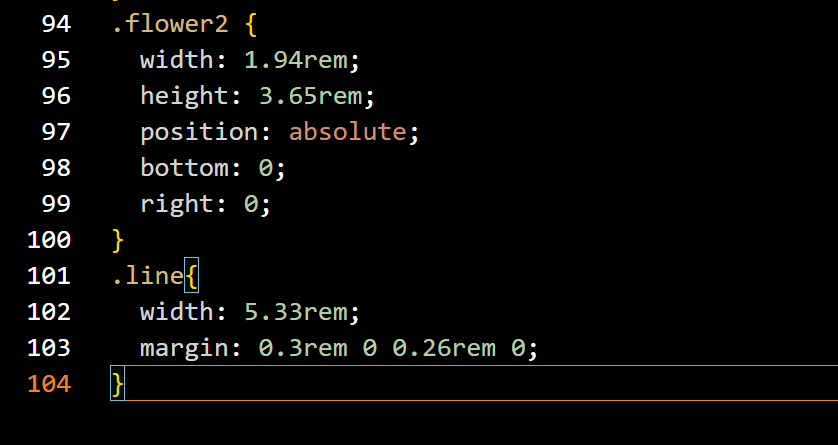 94 .flower2 {
95 width: 1.94rem;
96 height: 3.65rem;
97 position: absolute;
98 bottom: 0;
99 right: 0;
100 }
101 .line{
102 width: 5.33rem;
103 margin: 0.3rem 0 0.26rem 0;
104 }